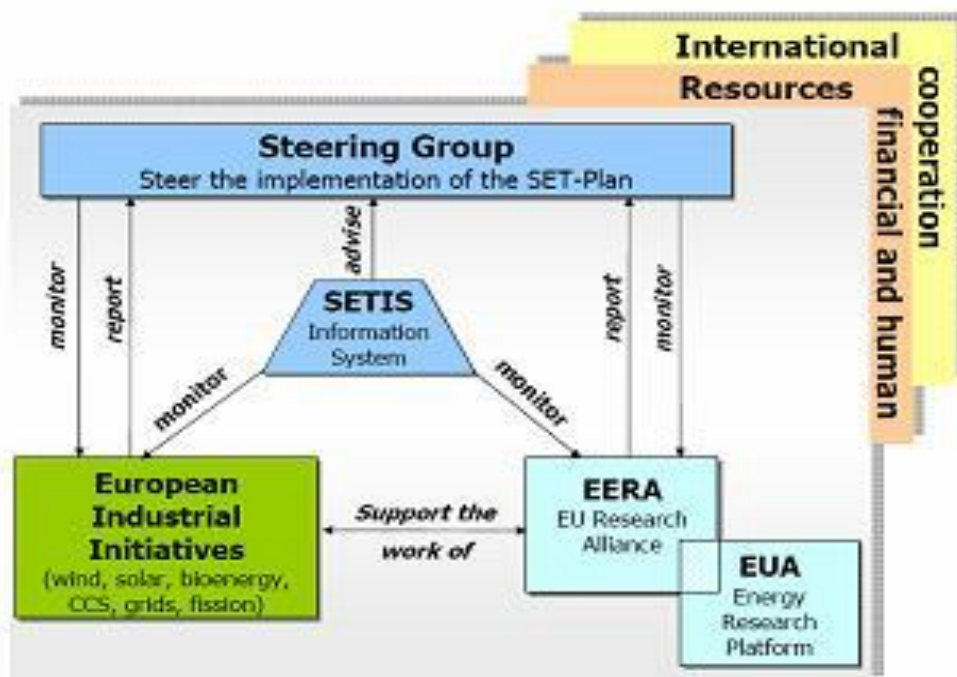 International
cooperation
Resources
financial and human
Steering Group
Steer the implementation of the SET-Plan
monitor
report
advise
report
monitor
SETIS
Information
System
monitor
monitor
European
Industrial
Initiatives
(wind, solar, bioenergy,
CCS, grids, fission)
Support the
work of
EERA
EU Research
Alliance
EUA
Energy
Research
Platform